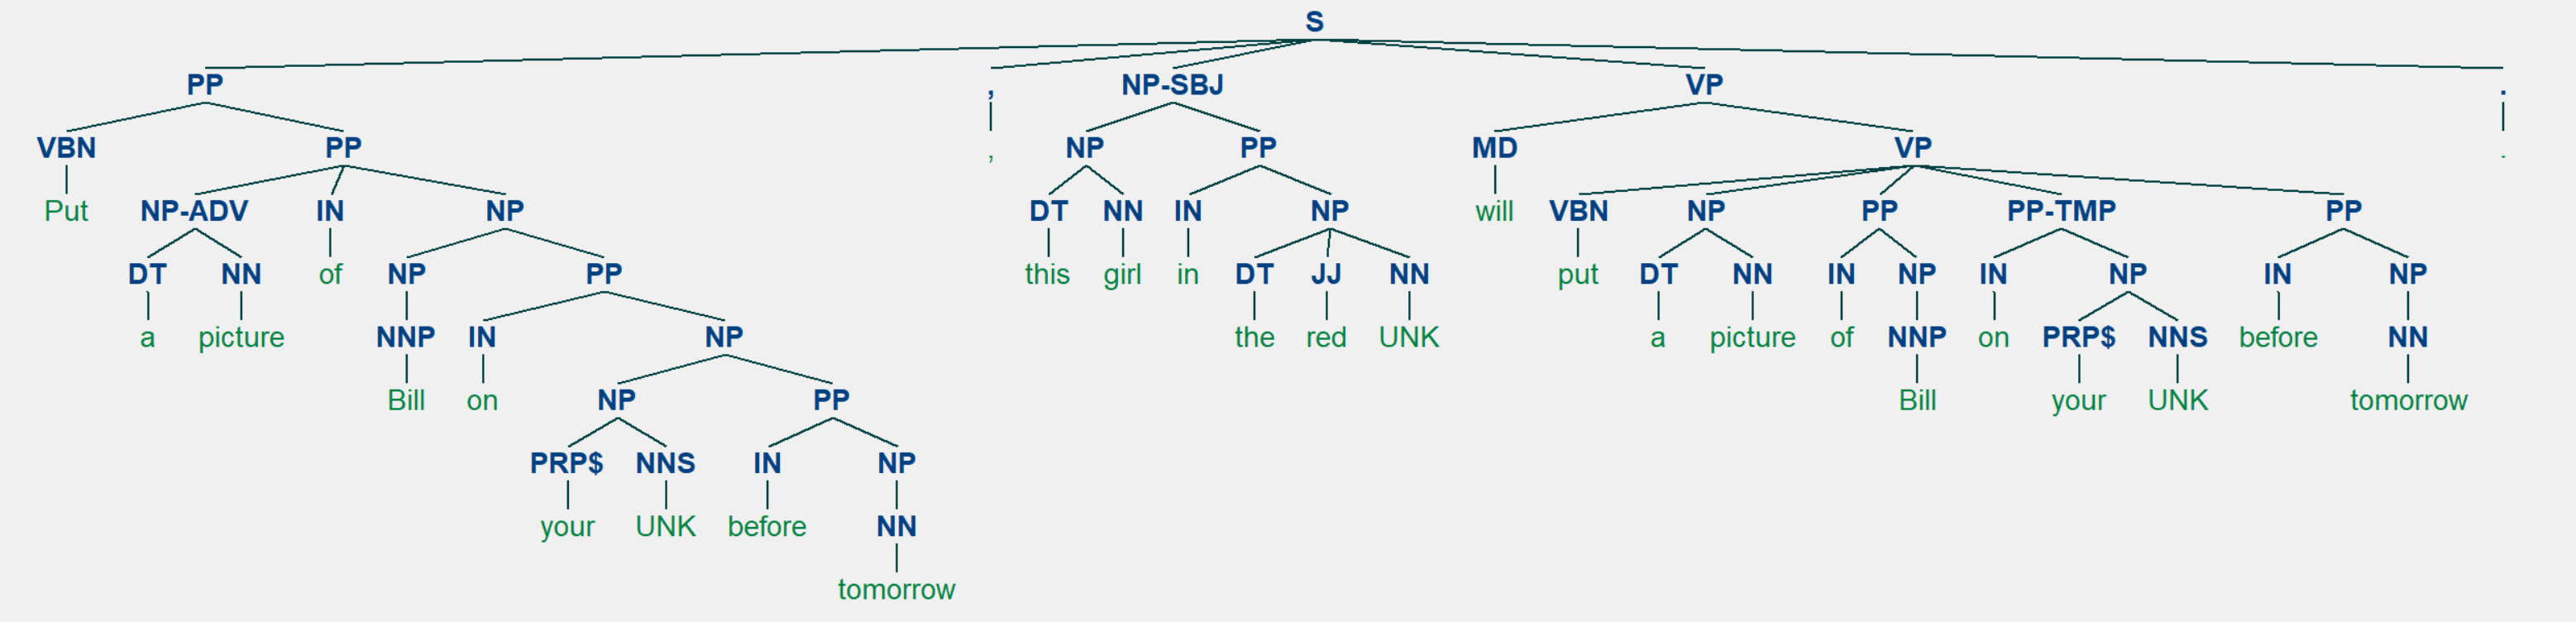 S
PP , NP-SBJ VP .
VBN PP , NP PP MD VP .
Put NP-ADV IN NP DT NN IN NP will VBN NP PP PP-TMP PP
DT NN of NP PP this girl in DT JJ NN put DT NN IN NP IN NP IN NP
a picture NNP IN NP the red UNK a picture of NNP on PRP$ NNS before NN
Bill on NP PP Bill your UNK tomorrow
PRP$ NNS IN NP
your UNK before NN
tomorrow